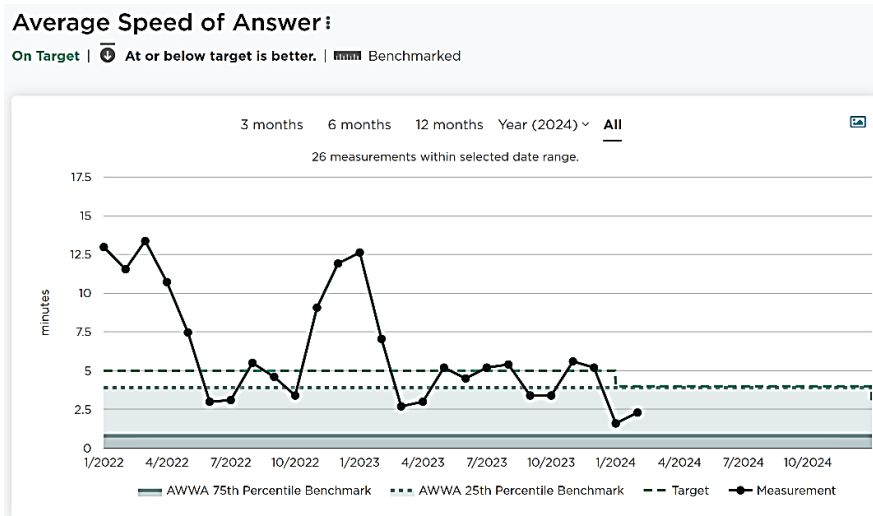 Average Speed of Answer
On Target | At or below target is better. | Benchmarked
3 months 6 months 12 months Year (2024) All
26 measurements within selected date range.
17.5
15
12.5
10
7.5
5
2.5
0
minutes
1/2022 4/2022 7/2022 10/2022 1/2023 4/2023 7/2023 10/2023 1/2024 4/2024 7/2024 10/2024
AWWA 75th Percentile Benchmark AWWA 25th Percentile Benchmark Target Measurement